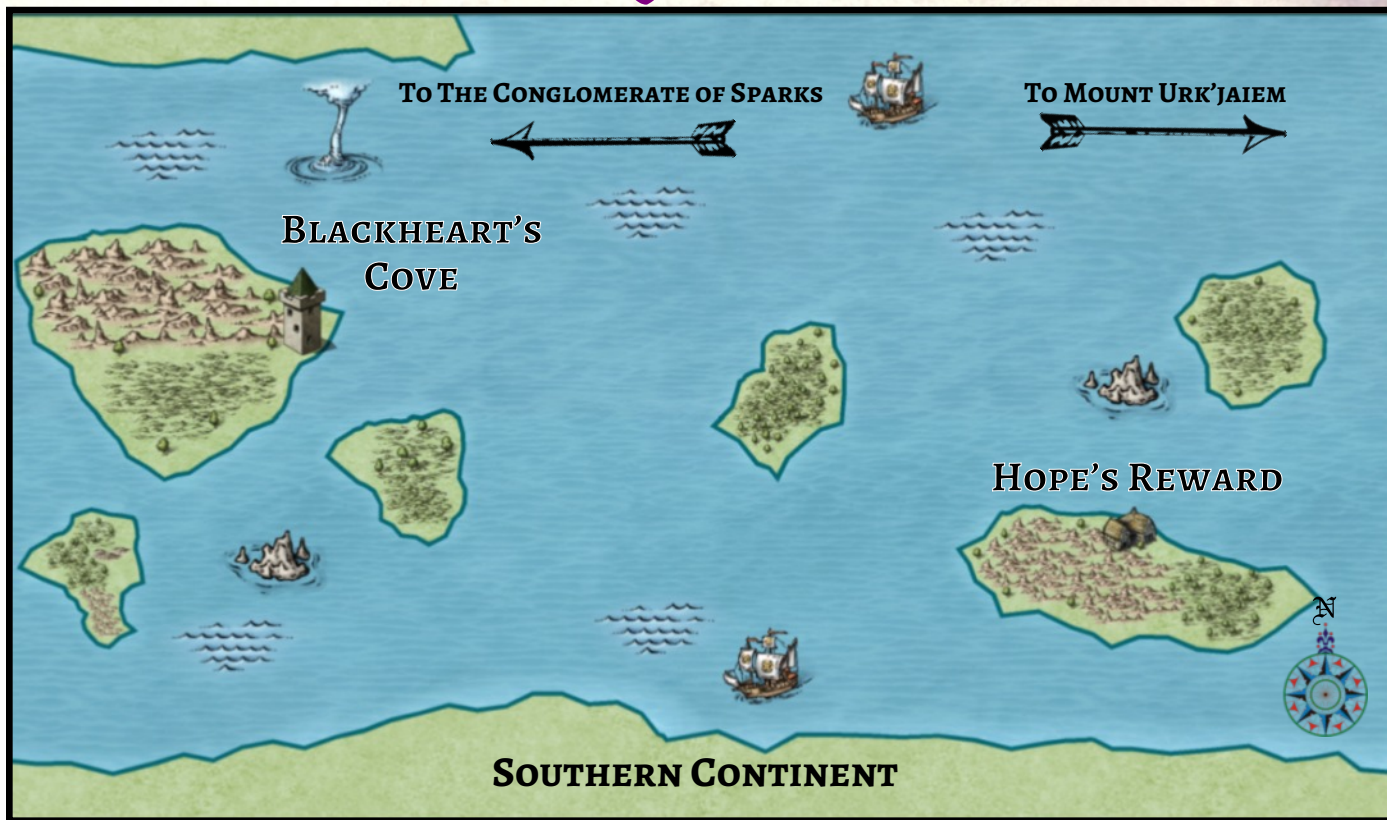 To The Conglomerate of Sparks
To Mount Urk’jaiem
Blackheart’s
Cove
Hope’s Reward
N
Southern Continent